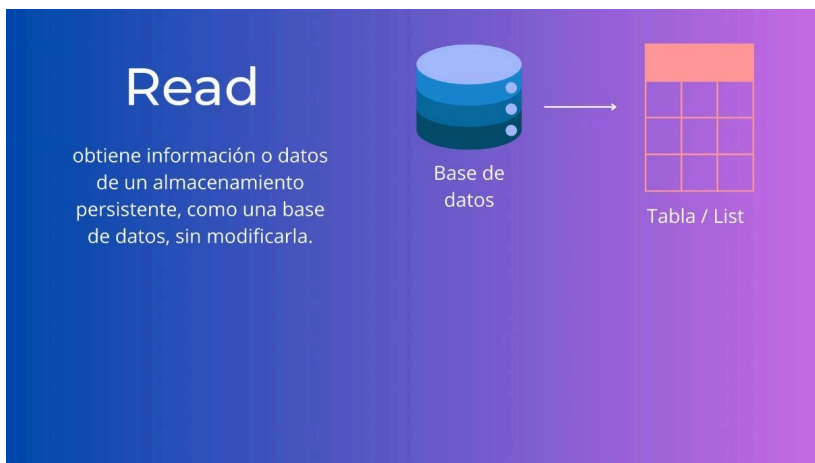 Read
obtiene información o datos
de un almacenamiento
persistente, como una base
de datos, sin modificarla.
Base de
datos
Tabla / List